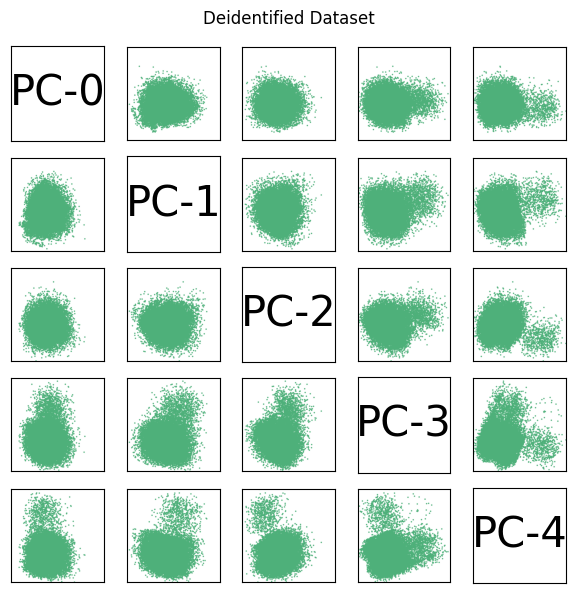 Deidentified Dataset
PC-0
PC-1
PC-2
PC-3
PC-4